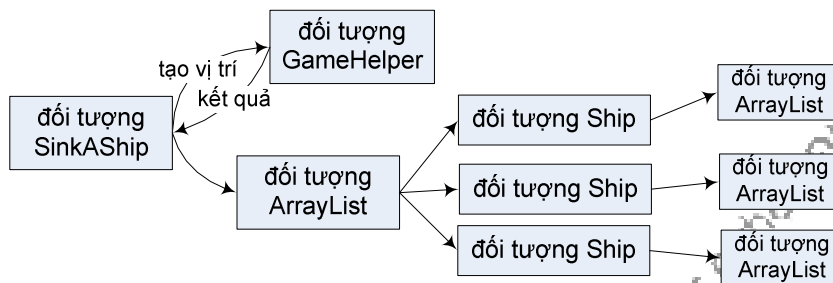 đối tượng
GameHelper
tạo vị trí
kết quả
đối tượng
SinkAShip
đối tượng
ArrayList
đối tượng Ship
đối tượng Ship
đối tượng Ship
đối tượng
ArrayList
đối tượng
ArrayList
đối tượng
ArrayList